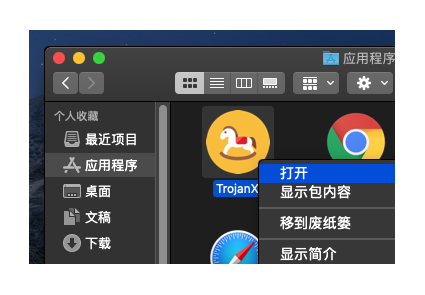 应用程序
个人收藏
最近项目
应用程序
桌面
文稿
下载
TrojanX
打开
显示包内容
移到废纸篓
显示简介